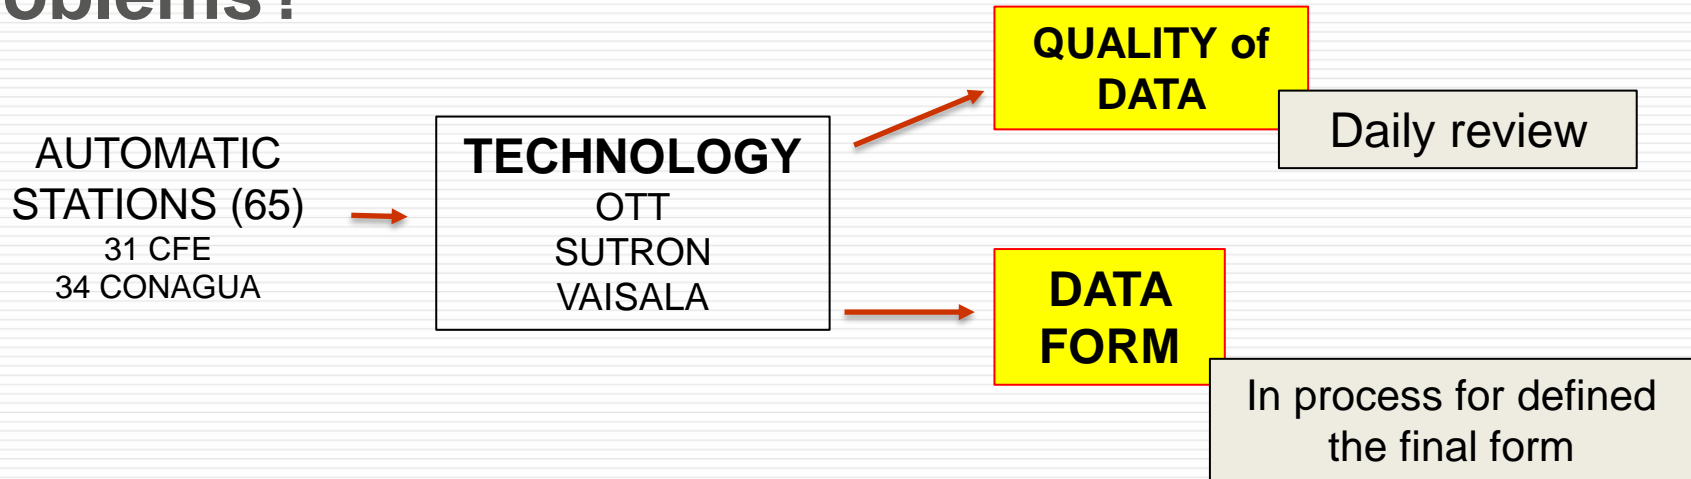 AUTOMATIC
STATIONS (65)
31 CFE
34 CONAGUA
TECHNOLOGY
OTT
SUTRON
VAISALA
QUALITY of
DATA
Daily review
DATA
FORM
In process for defined
the final form